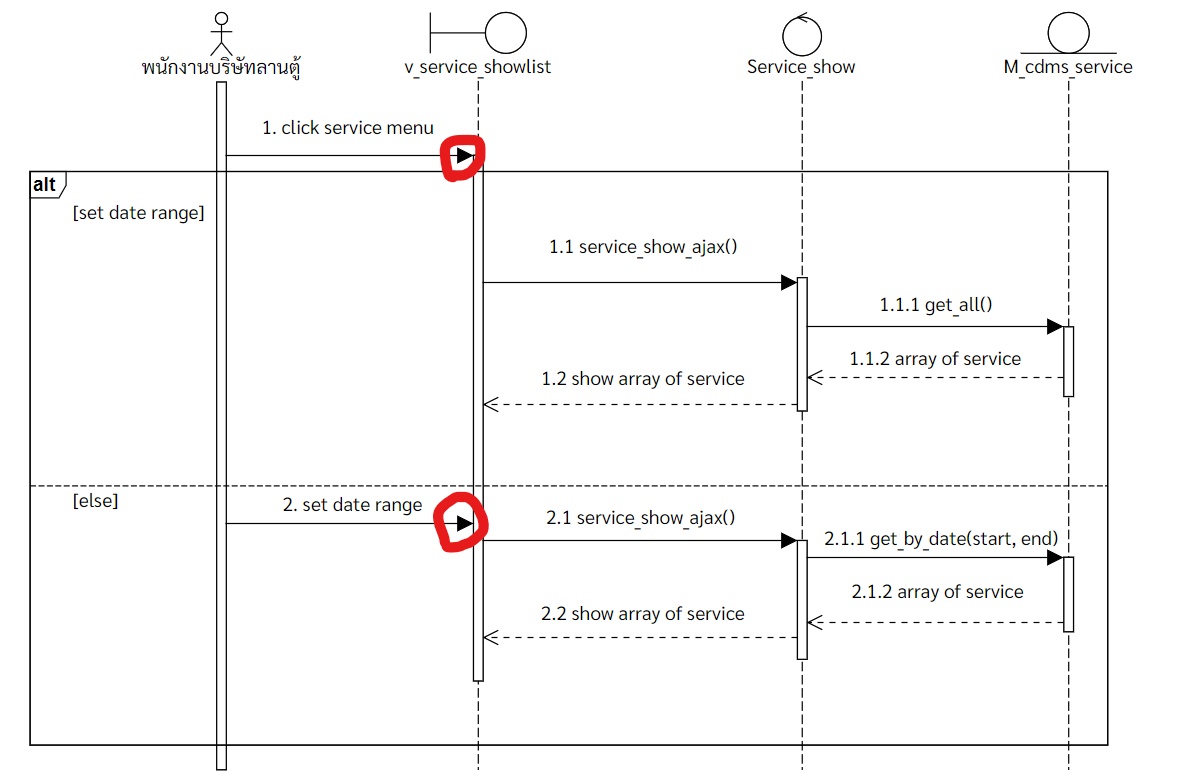 พนักงานบริษัทลานตู้
v_service_showlist
Service_show
M_cdms_service
1. click service menu
alt
[set date range]
1.1 service_show_ajax()
1.1.1 get_all()
1.1.2 array of service
1.2 show array of service
[else]
2. set date range
2.1 service_show_ajax()
2.1.1 get_by_date(start, end)
2.1.2 array of service
2.2 show array of service